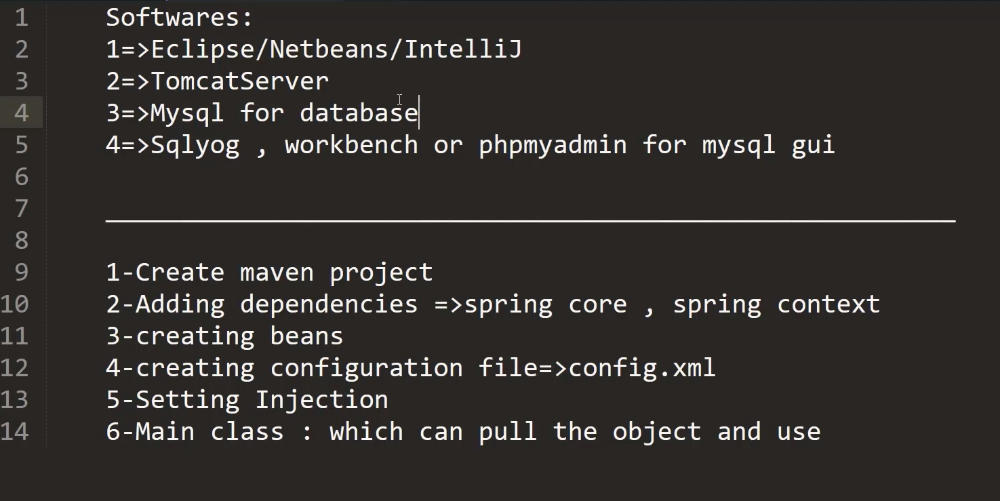 1 Softwares:
2 1=>Eclipse/Netbeans/IntelliJ
3 2=>TomcatServer
4 3=>Mysql for database
5 4=>Sqlyog , workbench or phpmyadmin for mysql gui
6
7
8
9 1-Create maven project
10 2-Adding dependencies =>spring core , spring context
11 3-creating beans
12 4-creating configuration file=>config.xml
13 5-Setting Injection
14 6-Main class : which can pull the object and use